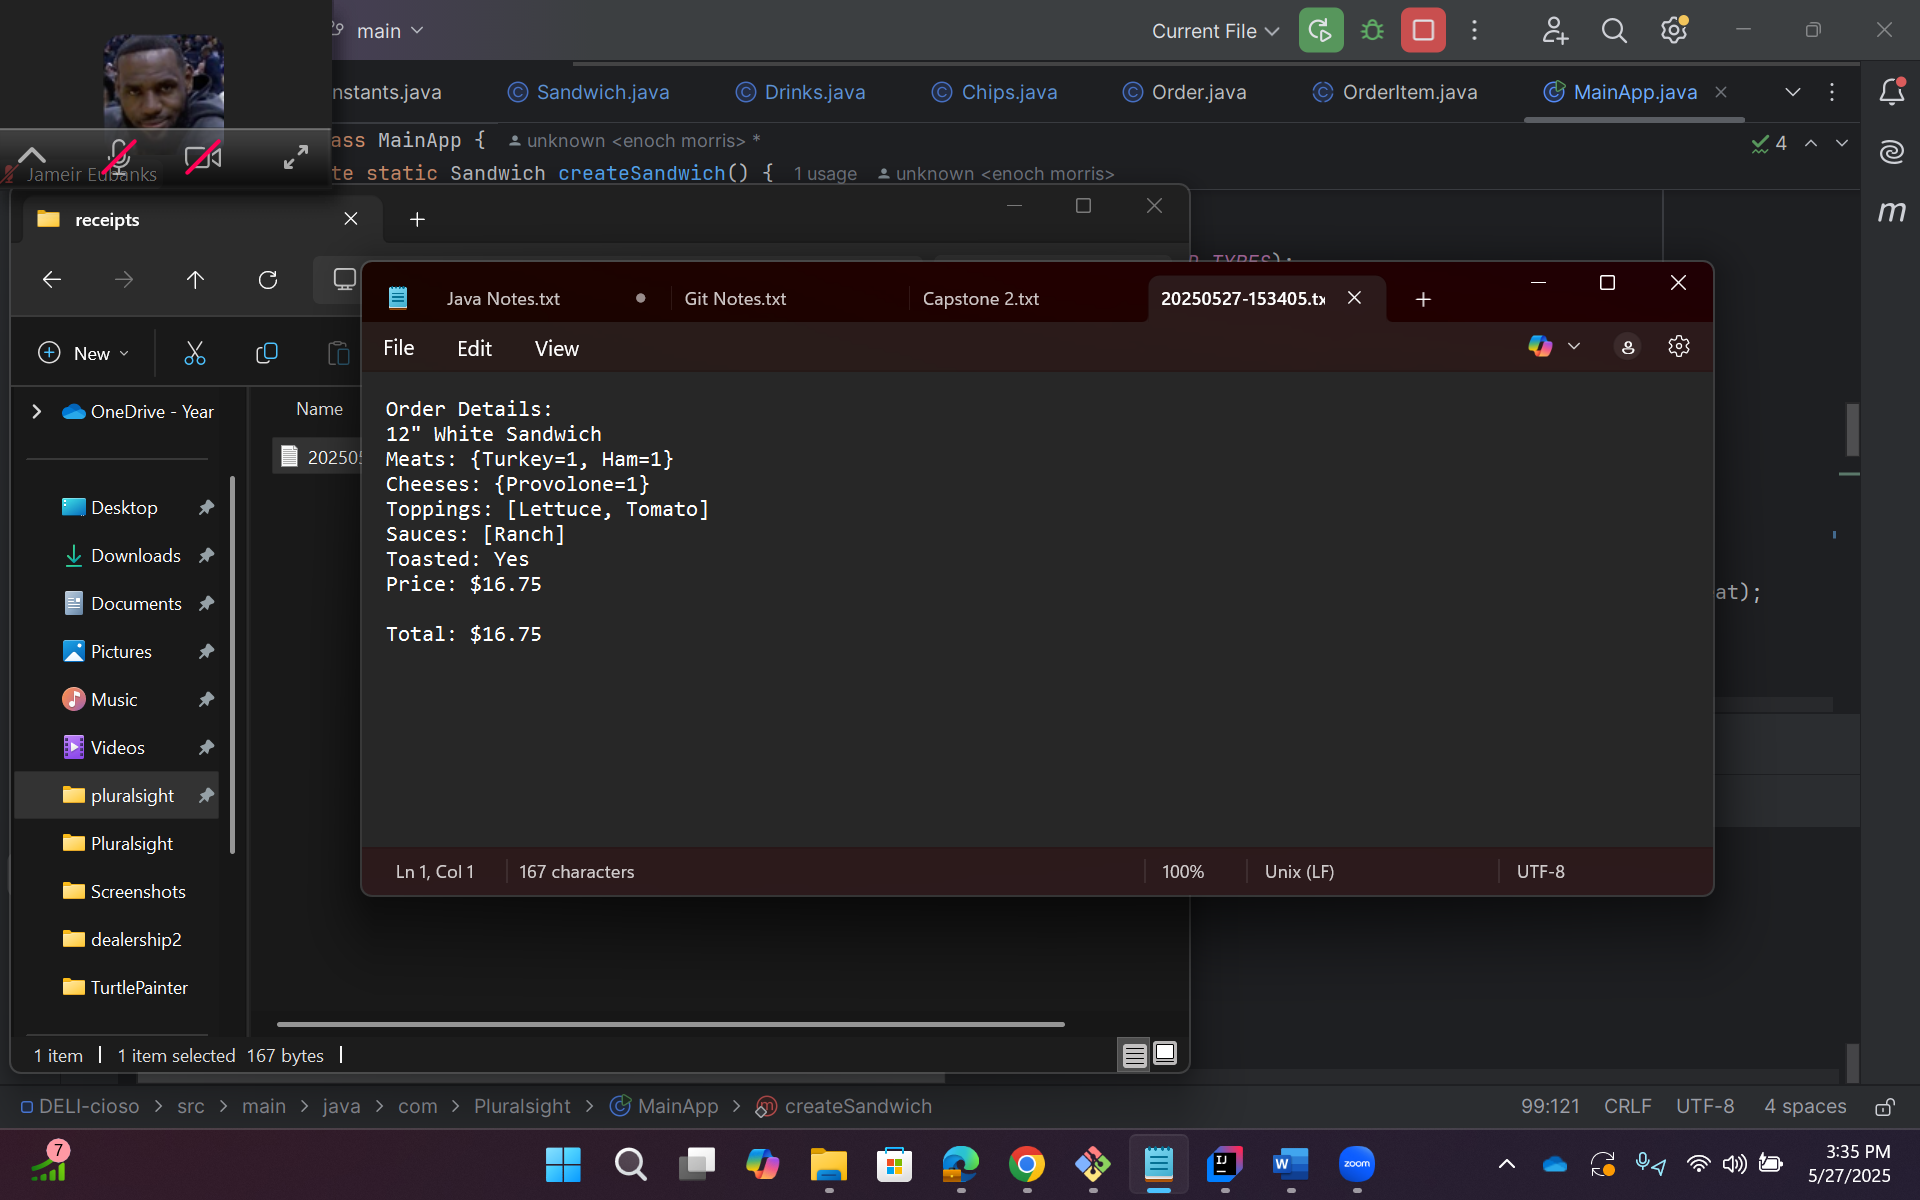 main
Current File
nstants.java
Sandwich.java
Drinks.java
Chips.java
Order.java
OrderItem.java
MainApp.java
ass MainApp {
unknown <enoch morris> *
4
Jameir Eubanks
te static Sandwich createSandwich() {
1 usage
unknown <enoch morris>
m
receipts
Java Notes.txt
Git Notes.txt
Capstone 2.txt
20250527-153405.tx
File
Edit
View
New
OneDrive - Year
Name
202505
Desktop
Downloads
Documents
Pictures
Music
Videos
pluralsight
Pluralsight
Screenshots
dealership2
TurtlePainter
Order Details:
12" White Sandwich
Meats: {Turkey=1, Ham=1}
Cheeses: {Provolone=1}
Toppings: [Lettuce, Tomato]
Sauces: [Ranch]
Toasted: Yes
Price: $16.75
Total: $16.75
at);
Ln 1, Col 1
167 characters
100%
Unix (LF)
UTF-8
1 item
1 item selected
167 bytes
DELI-cioso > src > main > java > com > Pluralsight > MainApp > createSandwich
99:121
CRLF
UTF-8
4 spaces
7
zoom
3:35 PM
5/27/2025